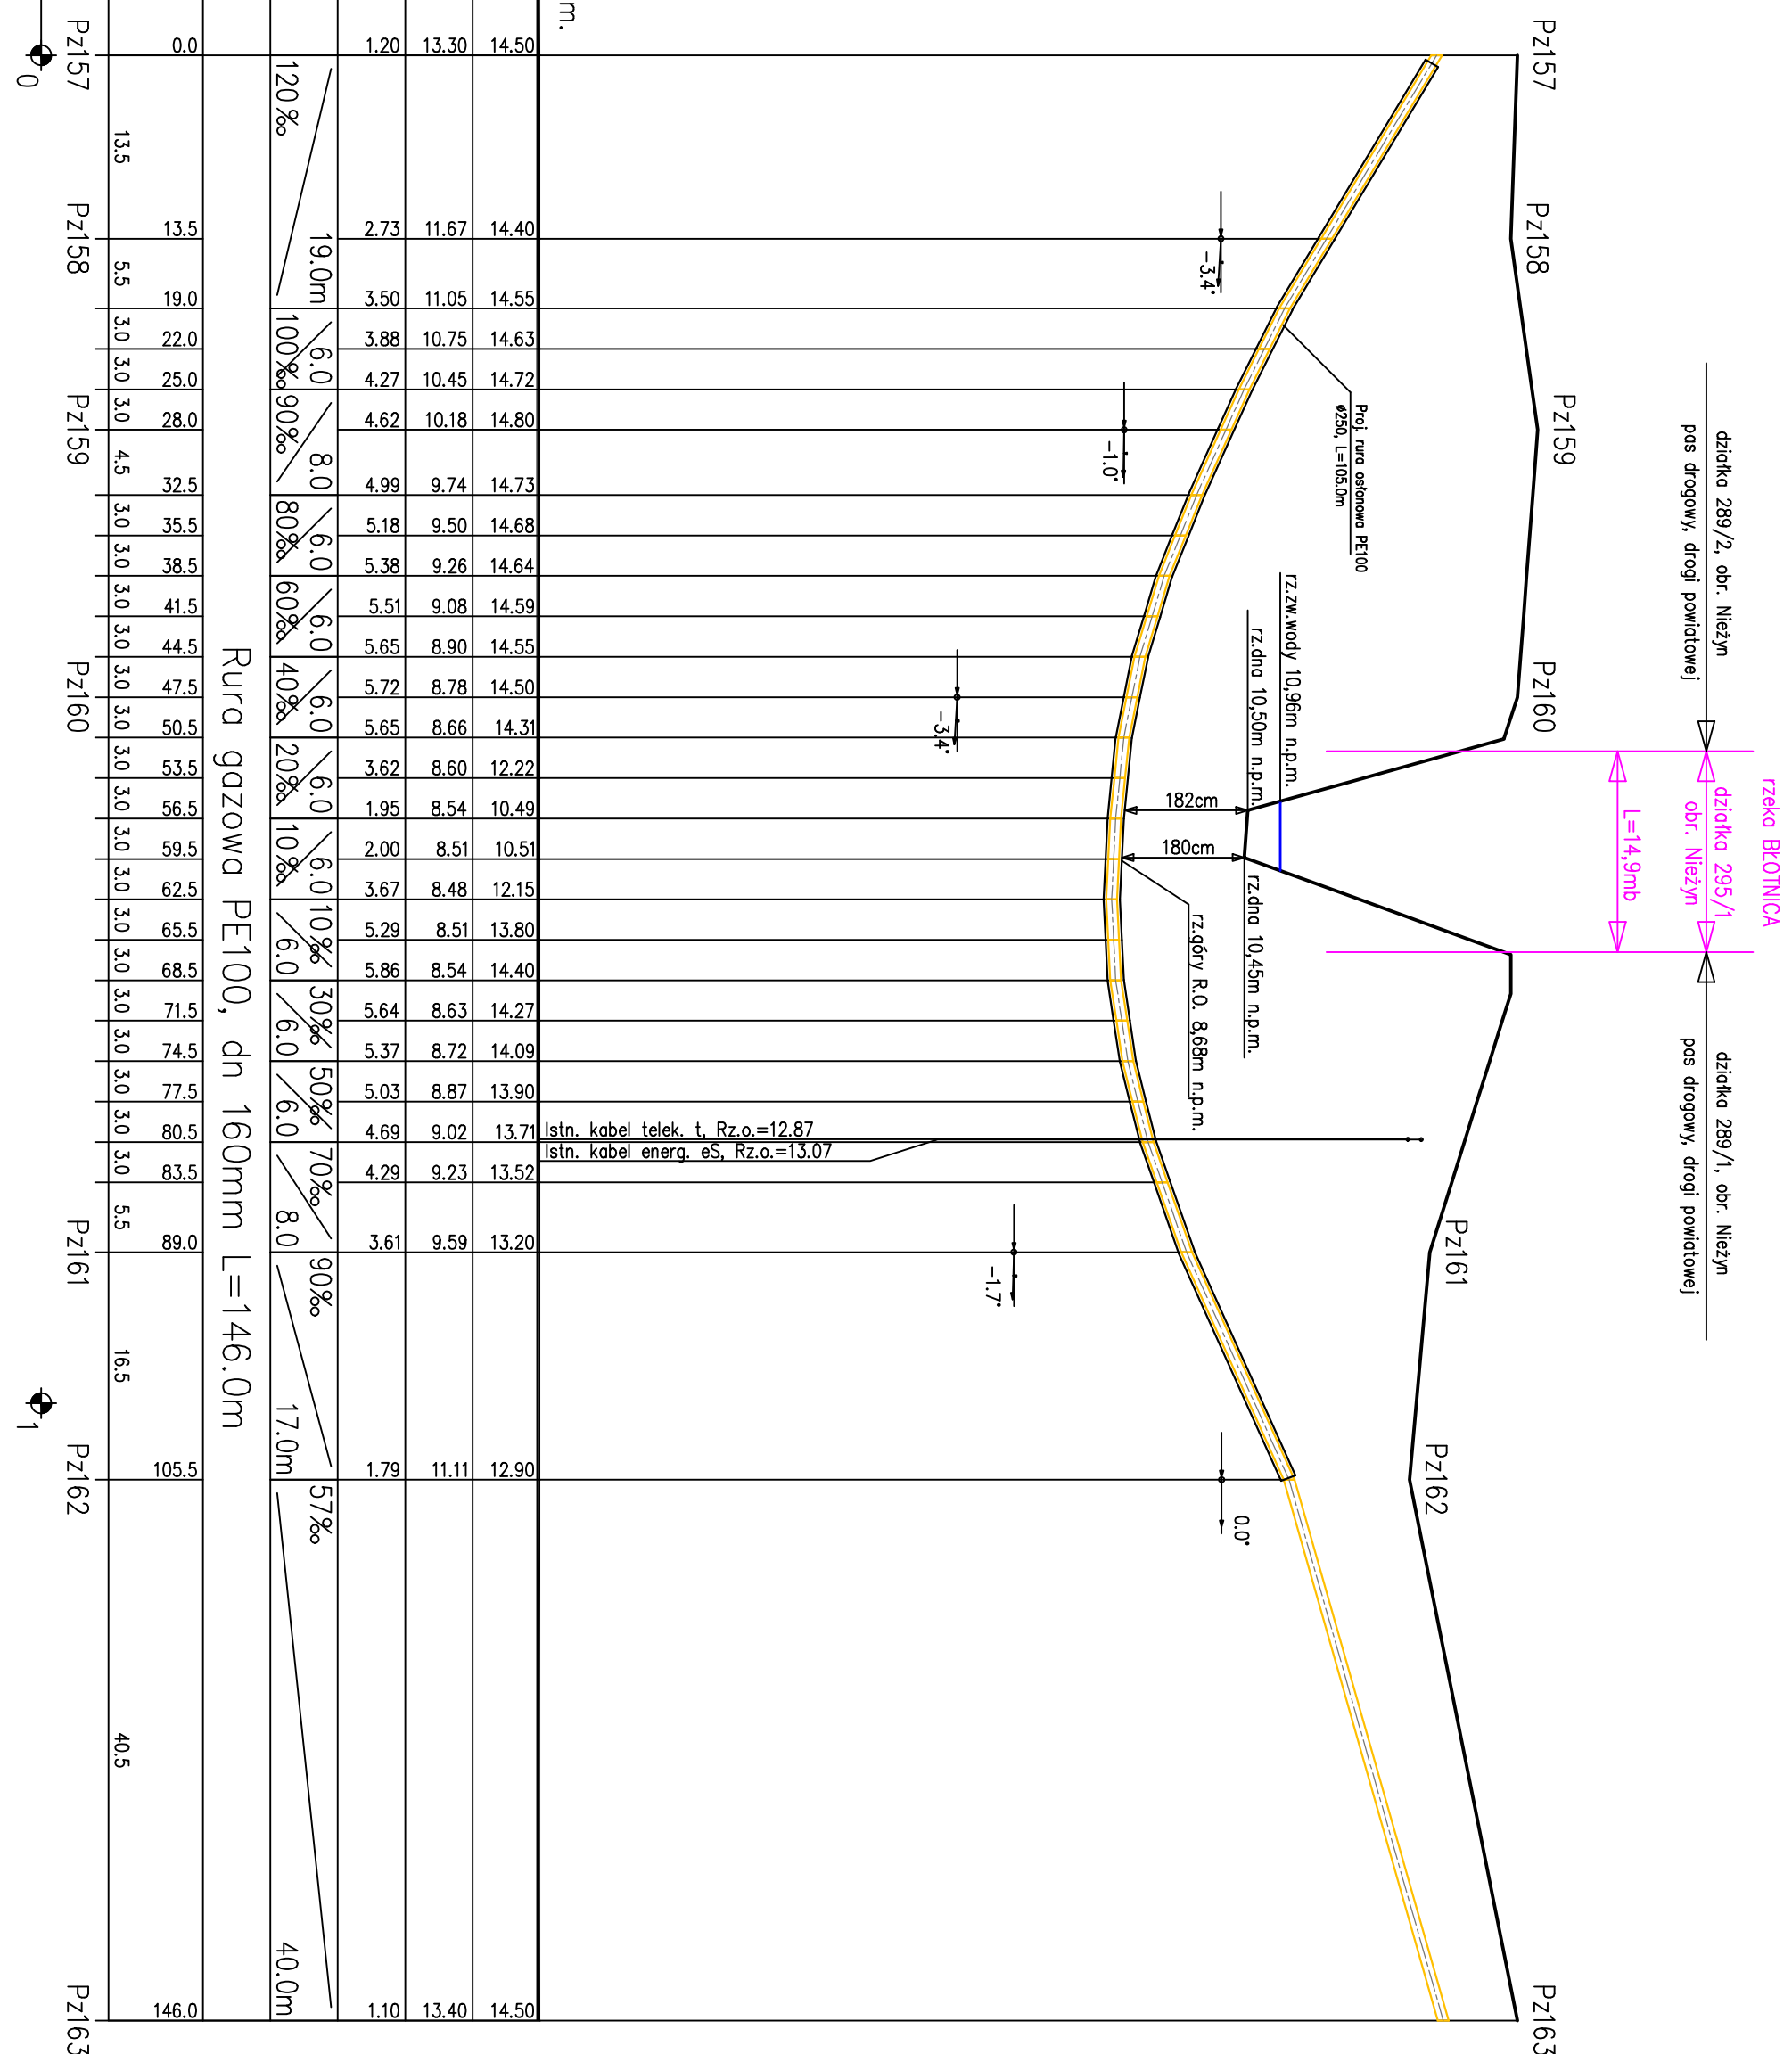 rzeka BŁOTNICA
działka 289/2, obr. Nieżyn
pas drogowy, drogi powiatowej
działka 295/1
obr. Nieżyn
L=14,9mb
działka 289/1, obr. Nieżyn
pas drogowy, drogi powiatowej
Pz157
Pz158
Pz159
Pz160
Pz161
Pz162
Pz163
Proj. rura osłonowa PE100
ø250, L=105.0m
rz.zw.wody 10,96m n.p.m.
rz.dna 10,50m n.p.m.
rz.dna 10,45m n.p.m.
182cm
180cm
rz.góry R.O. 8,68m n.p.m.
-3.4°
-1.0°
-3.4°
-1.7°
0.0°
Istn. kabel telek. t, Rz.o.=12.87
Istn. kabel energ. eS, Rz.o.=13.07
m.
14.50 14.40 14.55 14.63 14.72 14.80 14.73 14.68 14.64 14.59 14.55 14.50 14.31 12.22 10.49 10.51 12.15 13.80 14.40 14.27 14.09 13.90 13.71 13.52 13.20 12.90 14.50
13.30 11.67 11.05 10.75 10.45 10.18 9.74 9.50 9.26 9.08 8.90 8.78 8.66 8.60 8.54 8.51 8.48 8.51 8.54 8.63 8.72 8.87 9.02 9.23 9.59 11.11 13.40
1.20 2.73 3.50 3.88 4.27 4.62 4.99 5.18 5.38 5.51 5.65 5.72 5.65 3.62 1.95 2.00 3.67 5.29 5.86 5.64 5.37 5.03 4.69 4.29 3.61 1.79 1.10
120‰ 19.0m 100‰ 6.0 90‰ 8.0 80‰ 6.0 60‰ 6.0 40‰ 6.0 20‰ 6.0 10‰ 6.0 10‰ 6.0 30‰ 6.0 50‰ 6.0 70‰ 8.0 90‰ 17.0m 57‰ 40.0m
Rura gazowa PE100, dn 160mm L=146.0m
0.0 13.5 19.0 22.0 25.0 28.0 32.5 35.5 38.5 41.5 44.5 47.5 50.5 53.5 56.5 59.5 62.5 65.5 68.5 71.5 74.5 77.5 80.5 83.5 89.0 105.5 146.0
13.5 5.5 3.0 3.0 3.0 4.5 3.0 3.0 3.0 3.0 3.0 3.0 3.0 3.0 3.0 3.0 3.0 3.0 3.0 3.0 3.0 3.0 3.0 5.5 16.5 40.5
Pz157 Pz158 Pz159 Pz160 Pz161 Pz162 Pz163
0 1